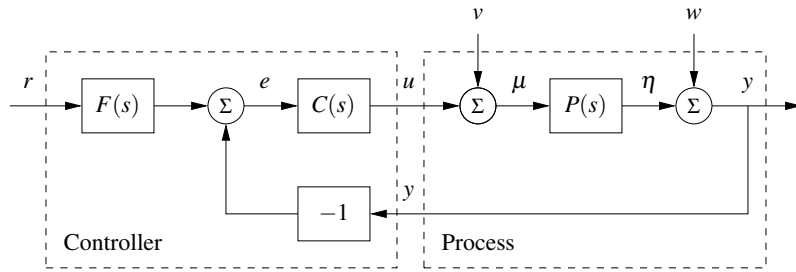 v w
r F(s) Σ e C(s) u Σ μ P(s) η Σ y
−1 y
Controller Process